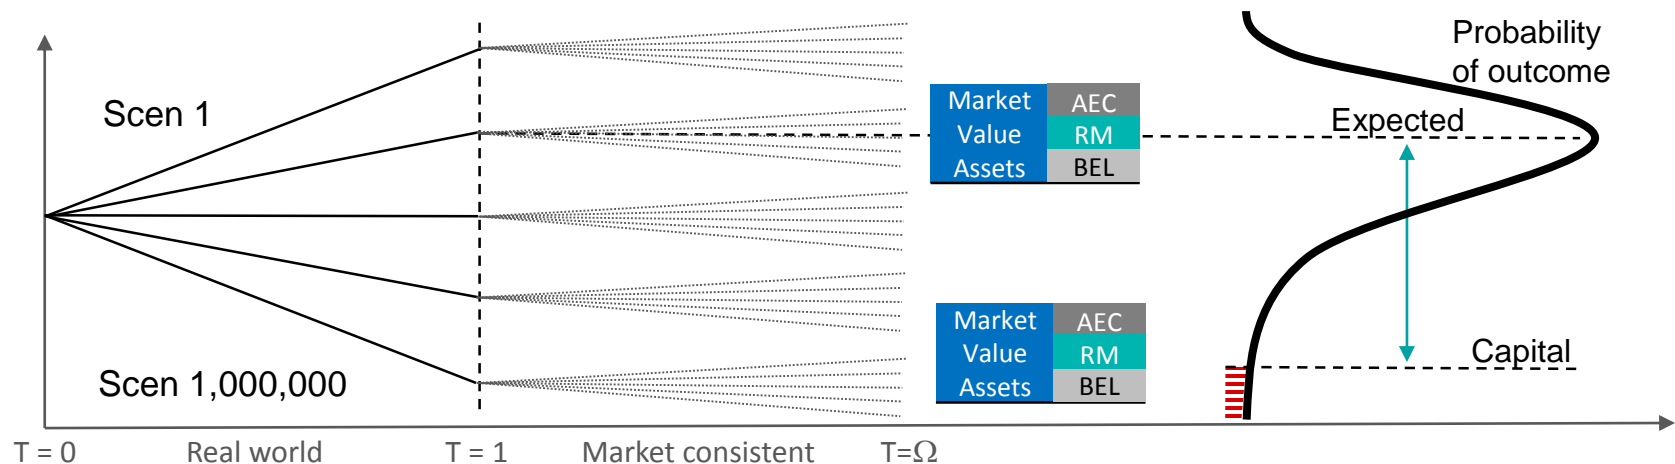 Scen 1
Scen 1,000,000
Market AEC
Value RM
Assets BEL
Market AEC
Value RM
Assets BEL
Probability
of outcome
Expected
Capital
T = 0 Real world T = 1 Market consistent T=Ω